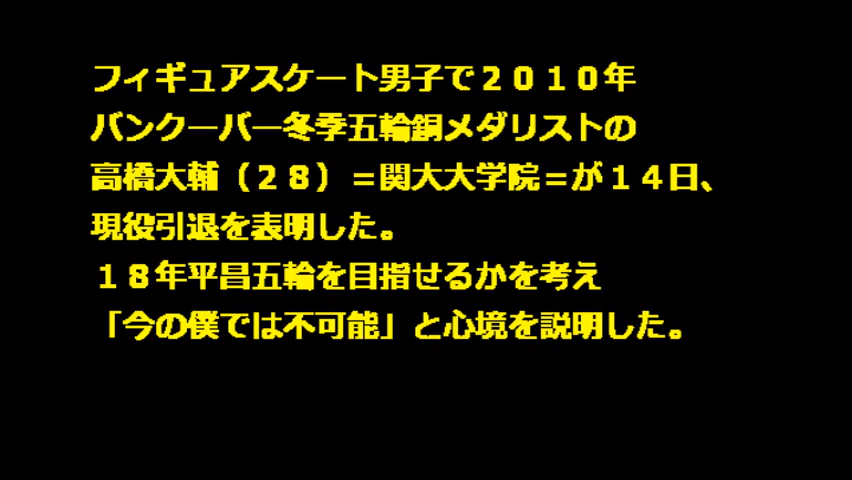 フィギュアスケート男子で２０１０年
バンクーバー冬季五輪銅メダリストの
高橋大輔（２８）＝関大大学院＝が１４日、
現役引退を表明した。
１８年平昌五輪を目指せるかを考え
「今の僕では不可能」と心境を説明した。